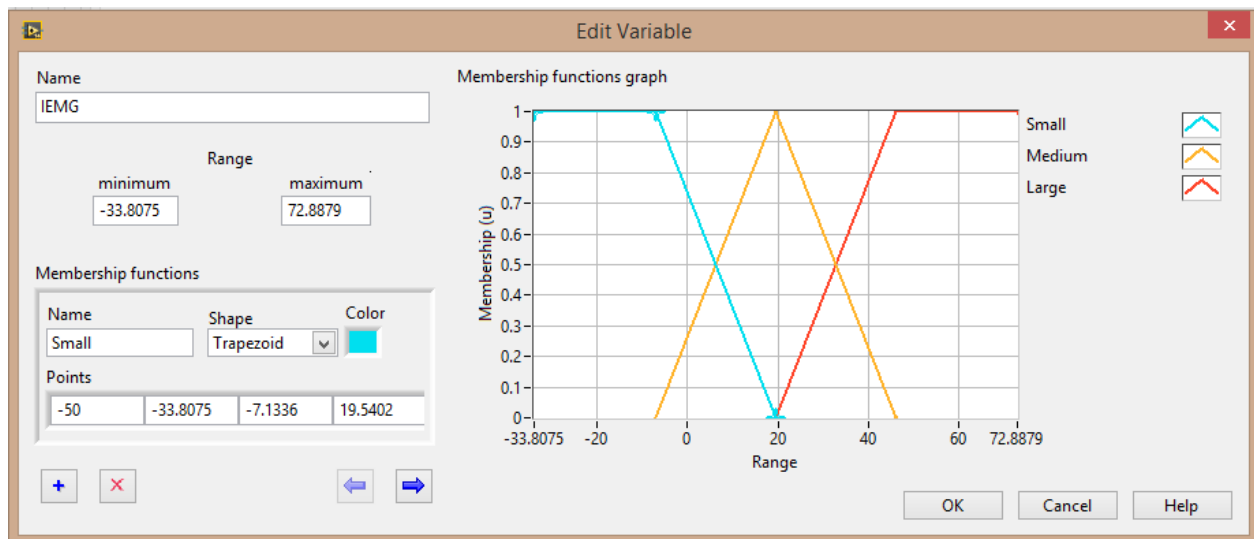 Edit Variable
Name
IEMG
Range
minimum maximum
-33.8075 72.8879
Membership functions
Name Shape Color
Small Trapezoid
Points
-50 -33.8075 -7.1336 19.5402
Membership functions graph
Membership (u)
1
0.9
0.8
0.7
0.6
0.5
0.4
0.3
0.2
0.1
0
-33.8075 -20 0 20 40 60 72.8879
Range
Small
Medium
Large
OK Cancel Help